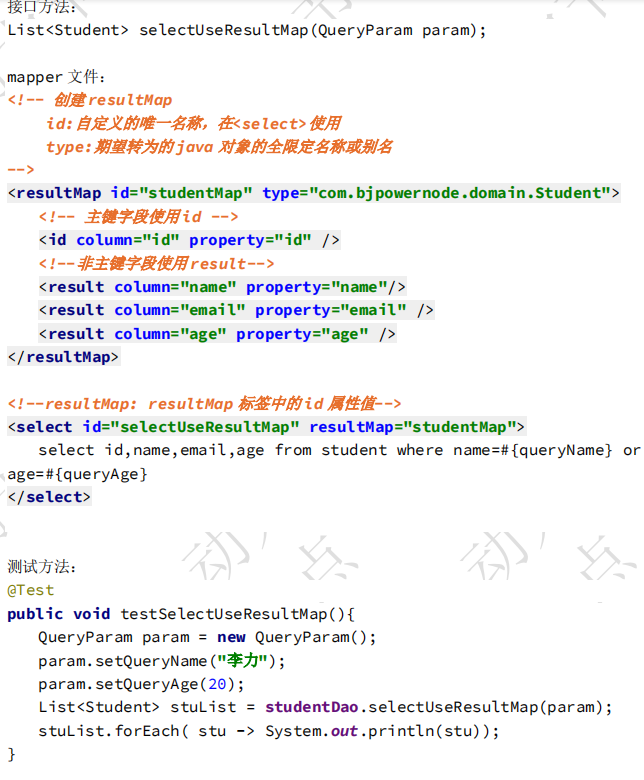 接口方法：
List<Student> selectUseResultMap(QueryParam param);
mapper 文件：
<!-- 创建 resultMap
id:自定义的唯一名称，在<select>使用
type:期望转为的 java 对象的全限定名称或别名
-->
<resultMap id="studentMap" type="com.bjpowernode.domain.Student">
<!-- 主键字段使用 id -->
<id column="id" property="id" />
<!--非主键字段使用 result-->
<result column="name" property="name"/>
<result column="email" property="email" />
<result column="age" property="age" />
</resultMap>
<!--resultMap: resultMap 标签中的 id 属性值-->
<select id="selectUseResultMap" resultMap="studentMap">
select id,name,email,age from student where name=#{queryName} or
age=#{queryAge}
</select>
动
点
动
点
测试方法：
@Test
public void testSelectUseResultMap(){
QueryParam param = new QueryParam();
param.setQueryName("李力");
param.setQueryAge(20);
List<Student> stuList = studentDao.selectUseResultMap(param);
stuList.forEach( stu -> System.out.println(stu));
}